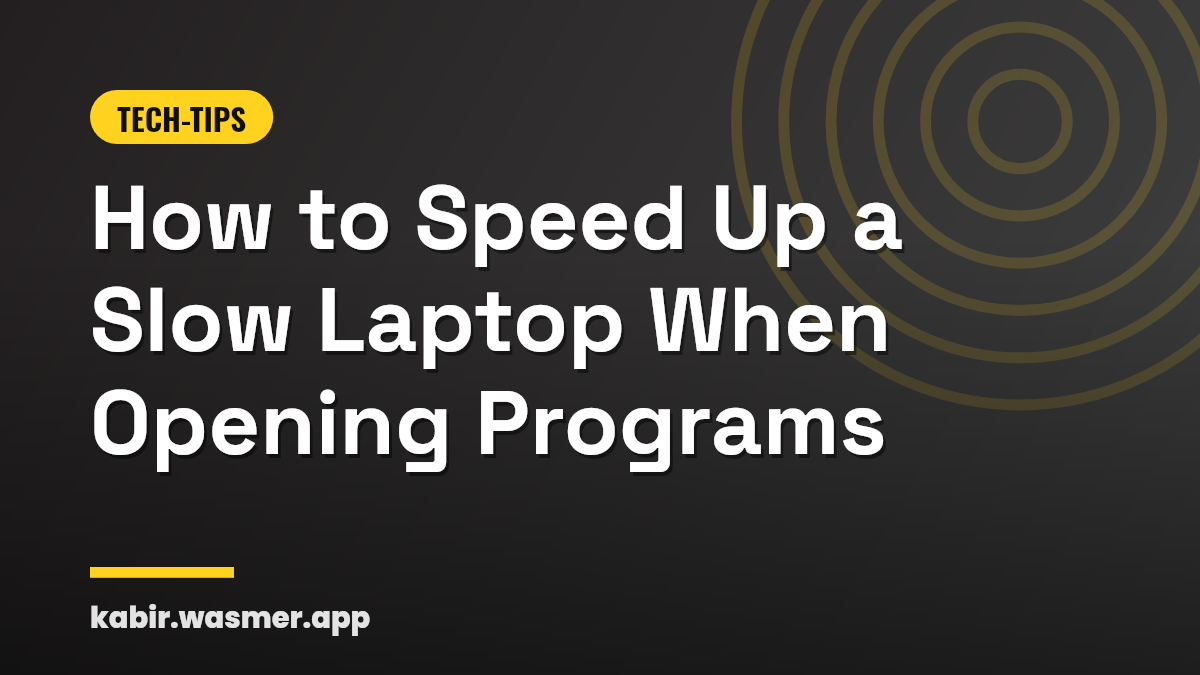 TECH-TIPS
How to Speed Up a
Slow Laptop When
Opening Programs
kabir.wasmer.app